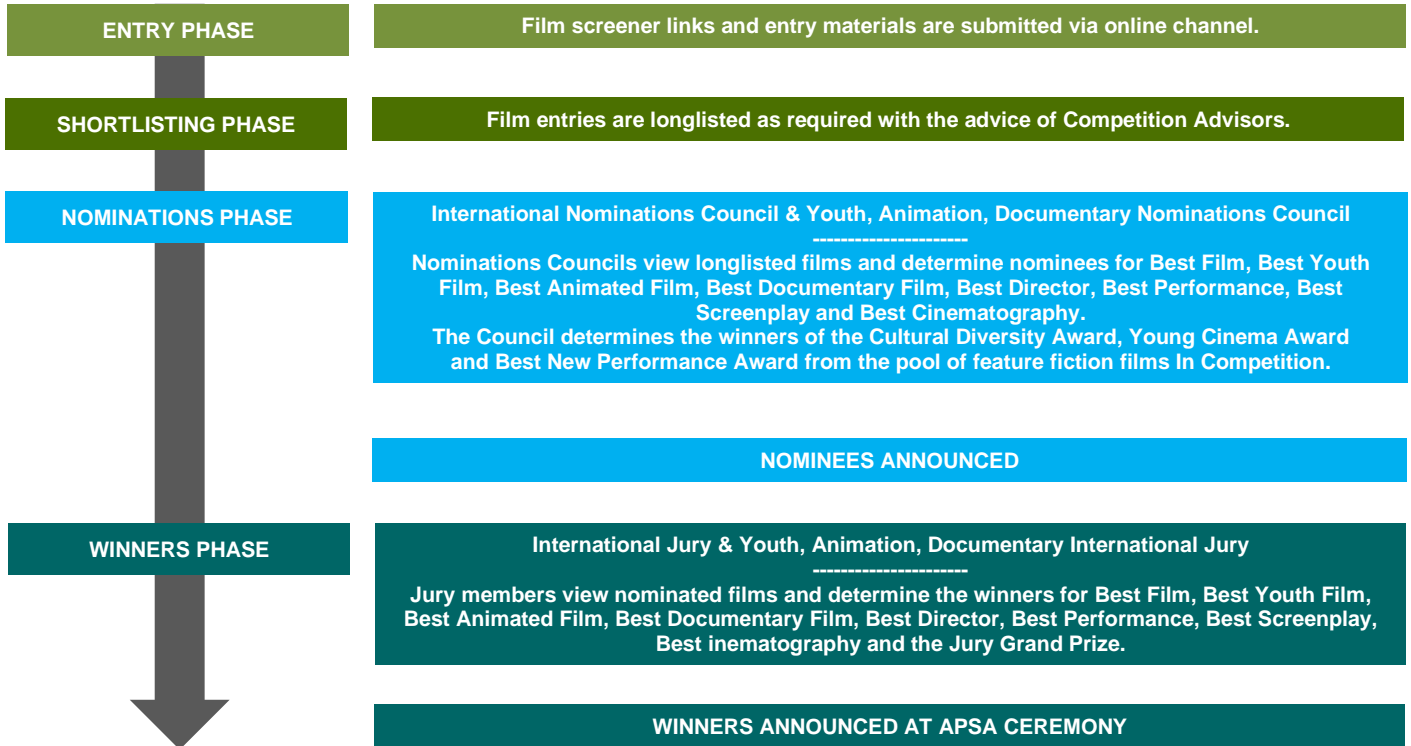 ENTRY PHASE
Film screener links and entry materials are submitted via online channel.
SHORTLISTING PHASE
Film entries are longlisted as required with the advice of Competition Advisors.
NOMINATIONS PHASE
International Nominations Council & Youth, Animation, Documentary Nominations Council
----------------------
Nominations Councils view longlisted films and determine nominees for Best Film, Best Youth
Film, Best Animated Film, Best Documentary Film, Best Director, Best Performance, Best
Screenplay and Best Cinematography.
The Council determines the winners of the Cultural Diversity Award, Young Cinema Award
and Best New Performance Award from the pool of feature fiction films In Competition.
NOMINEES ANNOUNCED
WINNERS PHASE
International Jury & Youth, Animation, Documentary International Jury
----------------------
Jury members view nominated films and determine the winners for Best Film, Best Youth Film,
Best Animated Film, Best Documentary Film, Best Director, Best Performance, Best Screenplay,
Best inematography and the Jury Grand Prize.
WINNERS ANNOUNCED AT APSA CEREMONY